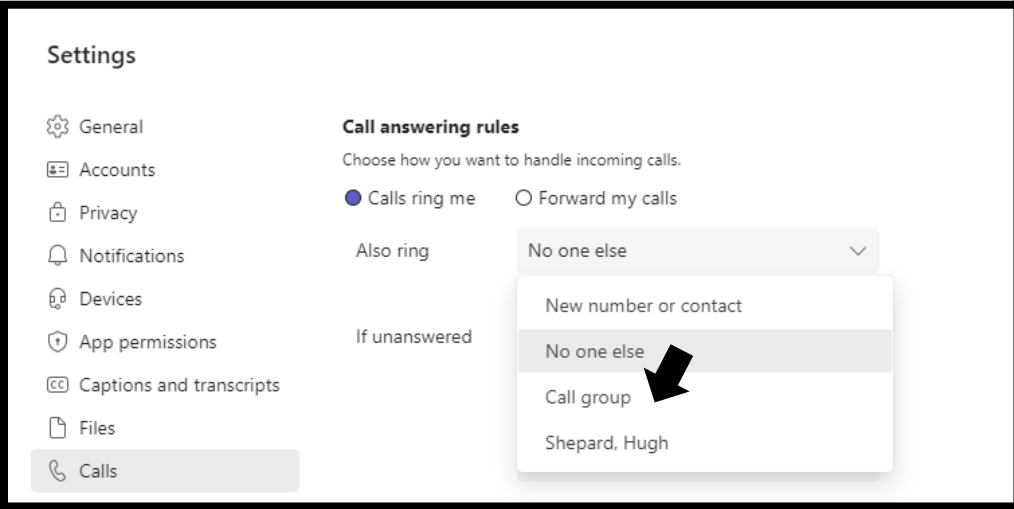 Settings
General
Accounts
Privacy
Notifications
Devices
App permissions
CC Captions and transcripts
Files
Calls
Call answering rules
Choose how you want to handle incoming calls.
Calls ring me Forward my calls
Also ring No one else
New number or contact
No one else
If unanswered
Call group
Shepard, Hugh